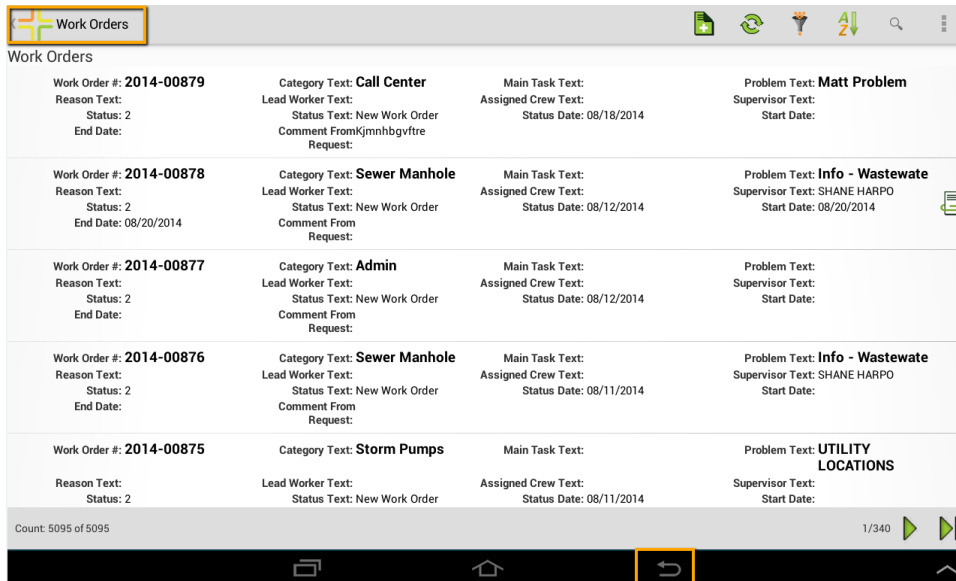 Work Orders
Work Orders
Work Order #: 2014-00879 Category Text: Call Center Main Task Text: Problem Text: Matt Problem
Reason Text: Lead Worker Text: Assigned Crew Text: Supervisor Text:
Status: 2 Status Text: New Work Order Status Date: 08/18/2014 Start Date:
End Date: Comment FromKjmnhbgvftre
Request:
Work Order #: 2014-00878 Category Text: Sewer Manhole Main Task Text: Problem Text: Info - Wastewate
Reason Text: Lead Worker Text: Assigned Crew Text: Supervisor Text: SHANE HARPO
Status: 2 Status Text: New Work Order Status Date: 08/12/2014 Start Date: 08/20/2014
End Date: 08/20/2014 Comment From
Request:
Work Order #: 2014-00877 Category Text: Admin Main Task Text: Problem Text:
Reason Text: Lead Worker Text: Assigned Crew Text: Supervisor Text:
Status: 2 Status Text: New Work Order Status Date: 08/12/2014 Start Date:
End Date: Comment From
Request:
Work Order #: 2014-00876 Category Text: Sewer Manhole Main Task Text: Problem Text: Info - Wastewate
Reason Text: Lead Worker Text: Assigned Crew Text: Supervisor Text: SHANE HARPO
Status: 2 Status Text: New Work Order Status Date: 08/11/2014 Start Date:
End Date: Comment From
Request:
Work Order #: 2014-00875 Category Text: Storm Pumps Main Task Text: Problem Text: UTILITY
LOCATIONS
Reason Text: Lead Worker Text: Assigned Crew Text: Supervisor Text:
Status: 2 Status Text: New Work Order Status Date: 08/11/2014 Start Date:
Count: 5095 of 5095 1/340